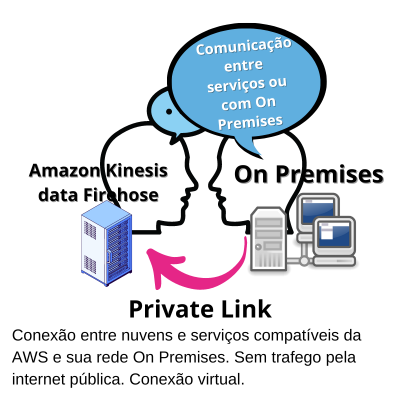 Comunicação
entre
serviços ou
com On
Premises
Amazon Kinesis
data Firehose
On Premises
Private Link
Conexão entre nuvens e serviços compatíveis da
AWS e sua rede On Premises. Sem trafego pela
internet pública. Conexão virtual.